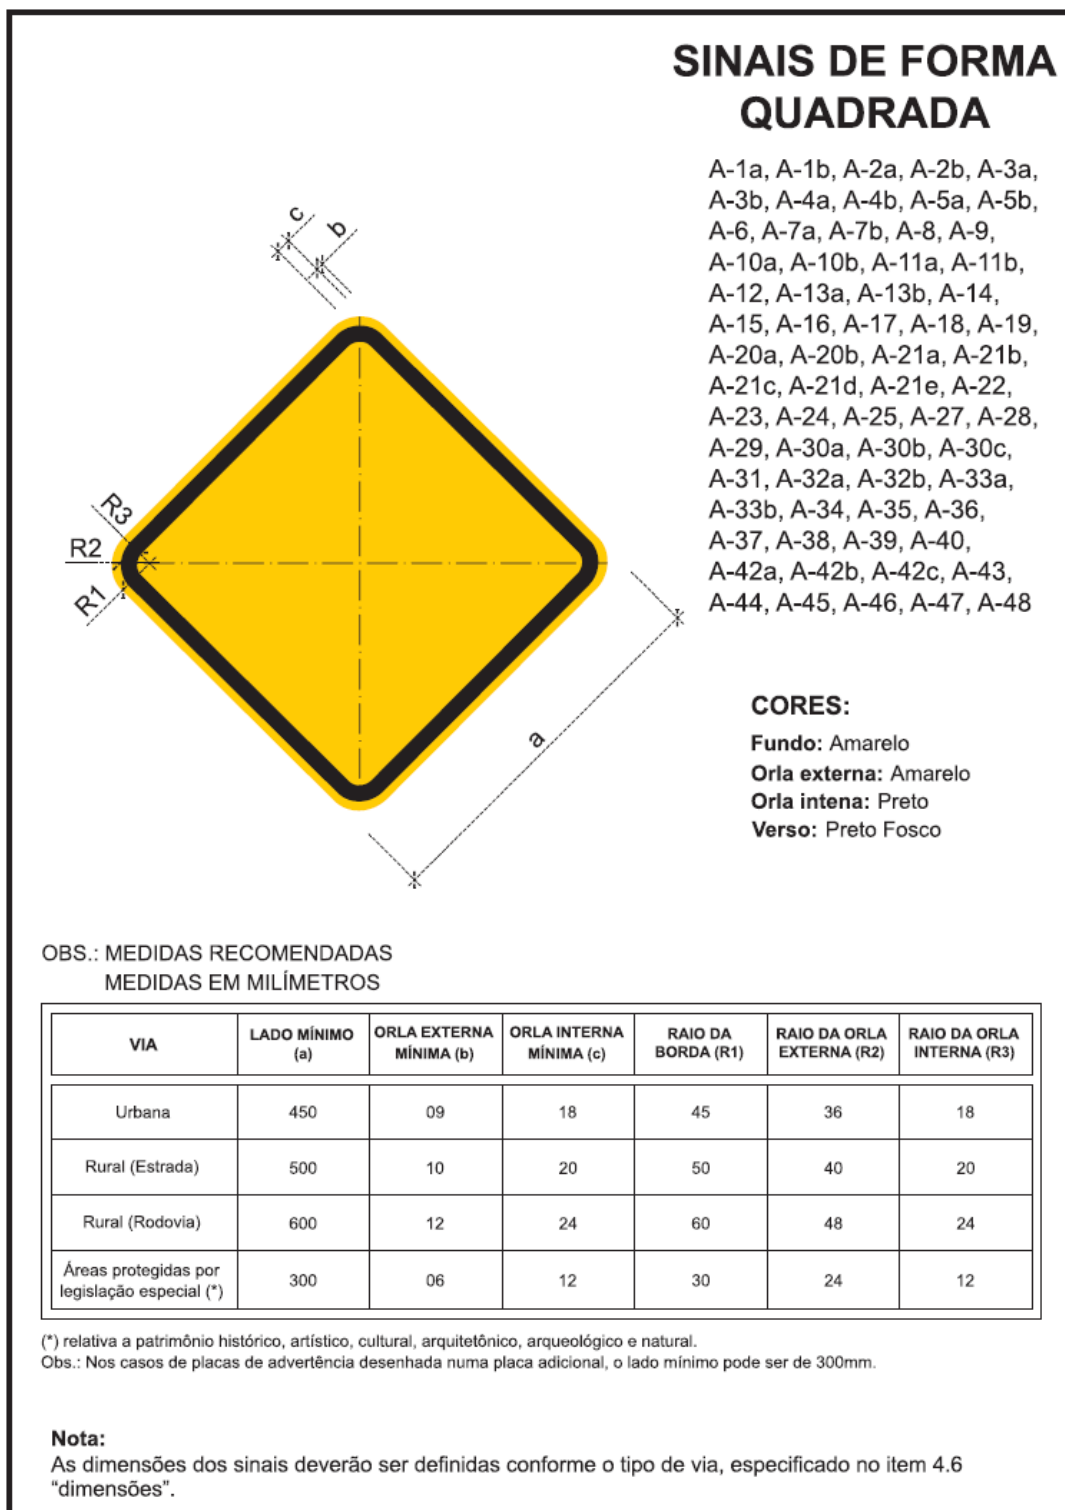 SINAIS DE FORMA
QUADRADA
A-1a, A-1b, A-2a, A-2b, A-3a,
A-3b, A-4a, A-4b, A-5a, A-5b,
A-6, A-7a, A-7b, A-8, A-9,
A-10a, A-10b, A-11a, A-11b,
A-12, A-13a, A-13b, A-14,
A-15, A-16, A-17, A-18, A-19,
A-20a, A-20b, A-21a, A-21b,
A-21c, A-21d, A-21e, A-22,
A-23, A-24, A-25, A-27, A-28,
A-29, A-30a, A-30b, A-30c,
A-31, A-32a, A-32b, A-33a,
A-33b, A-34, A-35, A-36,
A-37, A-38, A-39, A-40,
A-42a, A-42b, A-42c, A-43,
A-44, A-45, A-46, A-47, A-48
c
b
R3
R2
R1
a
CORES:
Fundo: Amarelo
Orla externa: Amarelo
Orla intena: Preto
Verso: Preto Fosco
OBS.: MEDIDAS RECOMENDADAS
MEDIDAS EM MILÍMETROS
VIA LADO MÍNIMO (a) ORLA EXTERNA MÍNIMA (b) ORLA INTERNA MÍNIMA (c) RAIO DA BORDA (R1) RAIO DA ORLA EXTERNA (R2) RAIO DA ORLA INTERNA (R3)
Urbana 450 09 18 45 36 18
Rural (Estrada) 500 10 20 50 40 20
Rural (Rodovia) 600 12 24 60 48 24
Áreas protegidas por legislação especial (*) 300 06 12 30 24 12
(*) relativa a patrimônio histórico, artístico, cultural, arquitetônico, arqueológico e natural.
Obs.: Nos casos de placas de advertência desenhada numa placa adicional, o lado mínimo pode ser de 300mm.
Nota:
As dimensões dos sinais deverão ser definidas conforme o tipo de via, especificado no item 4.6
"dimensões".